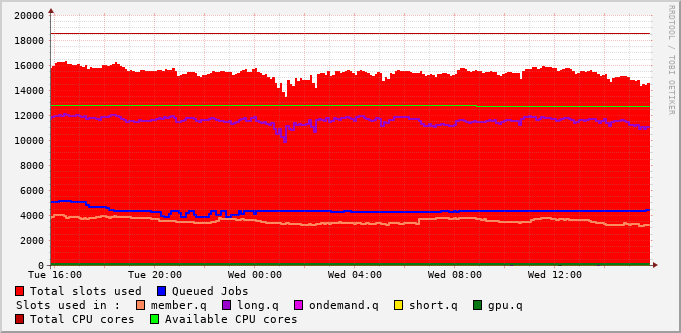 20000
18000
16000
14000
12000
10000
8000
6000
4000
2000
0
Tue 16:00 Tue 20:00 Wed 00:00 Wed 04:00 Wed 08:00 Wed 12:00
Total slots used Queued Jobs
Slots used in : member.q long.q ondemand.q short.q gpu.q
Total CPU cores Available CPU cores
RRDTOOL / TOBI OETIKER